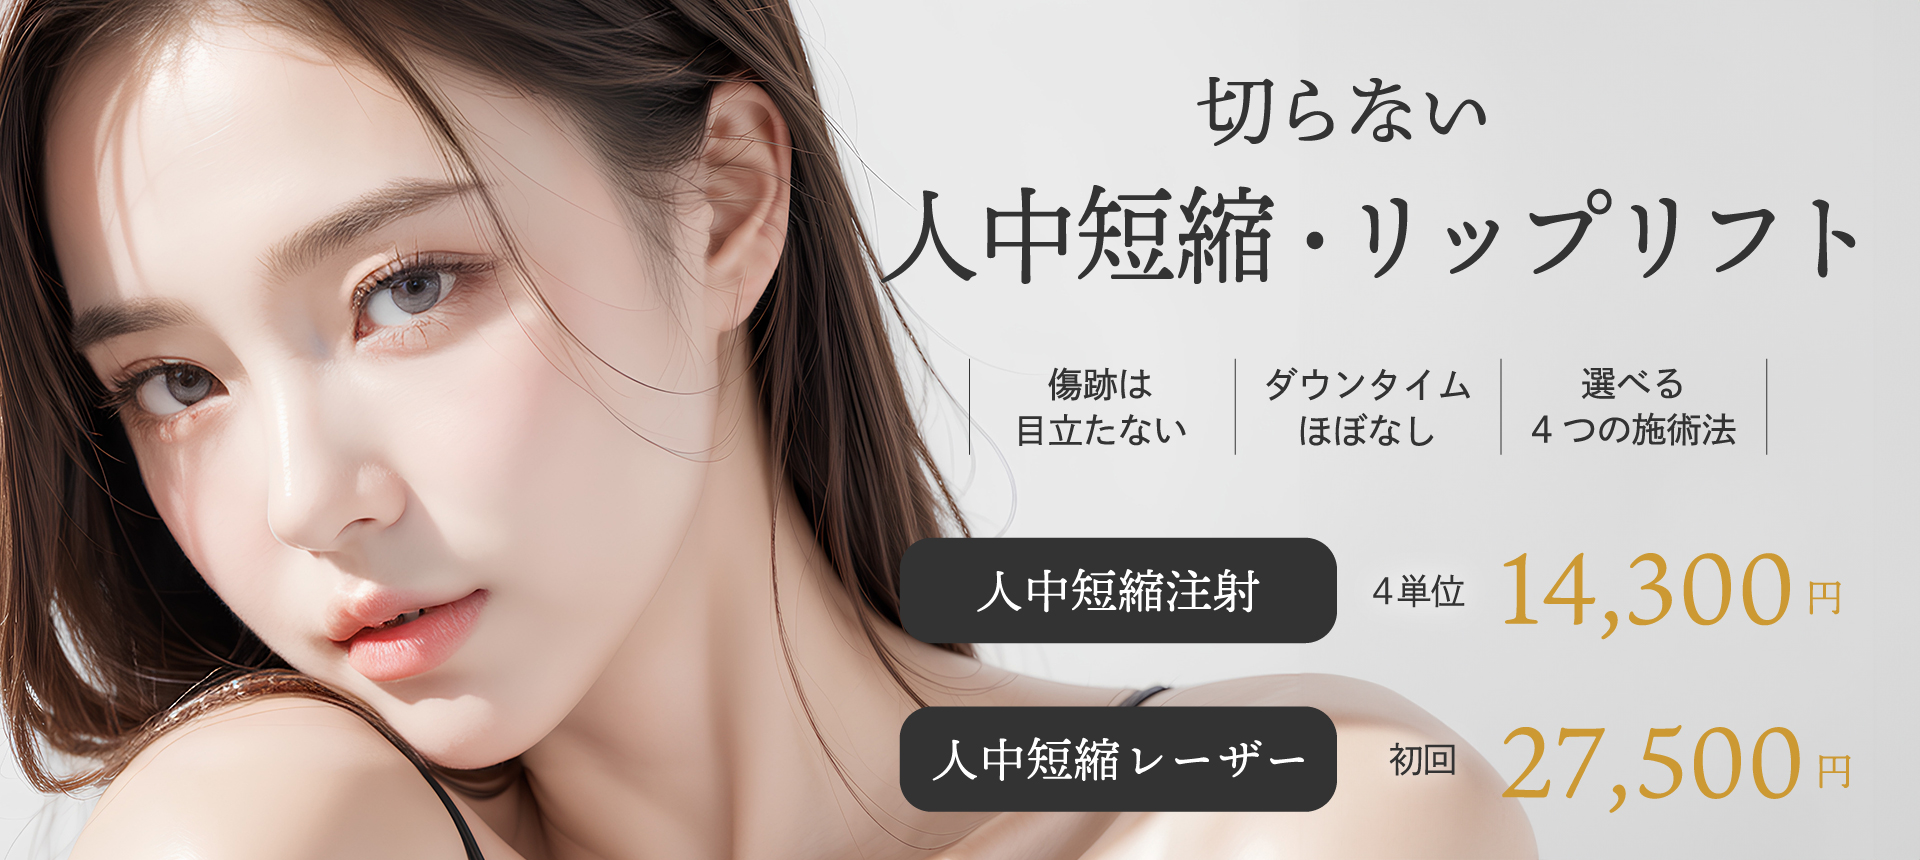 切らない
人中短縮・リップリフト
傷跡は
目立たない
ダウンタイム
ほぼなし
選べる
4つの施術法
人中短縮注射
4単位 14,300円
人中短縮レーザー
初回 27,500円